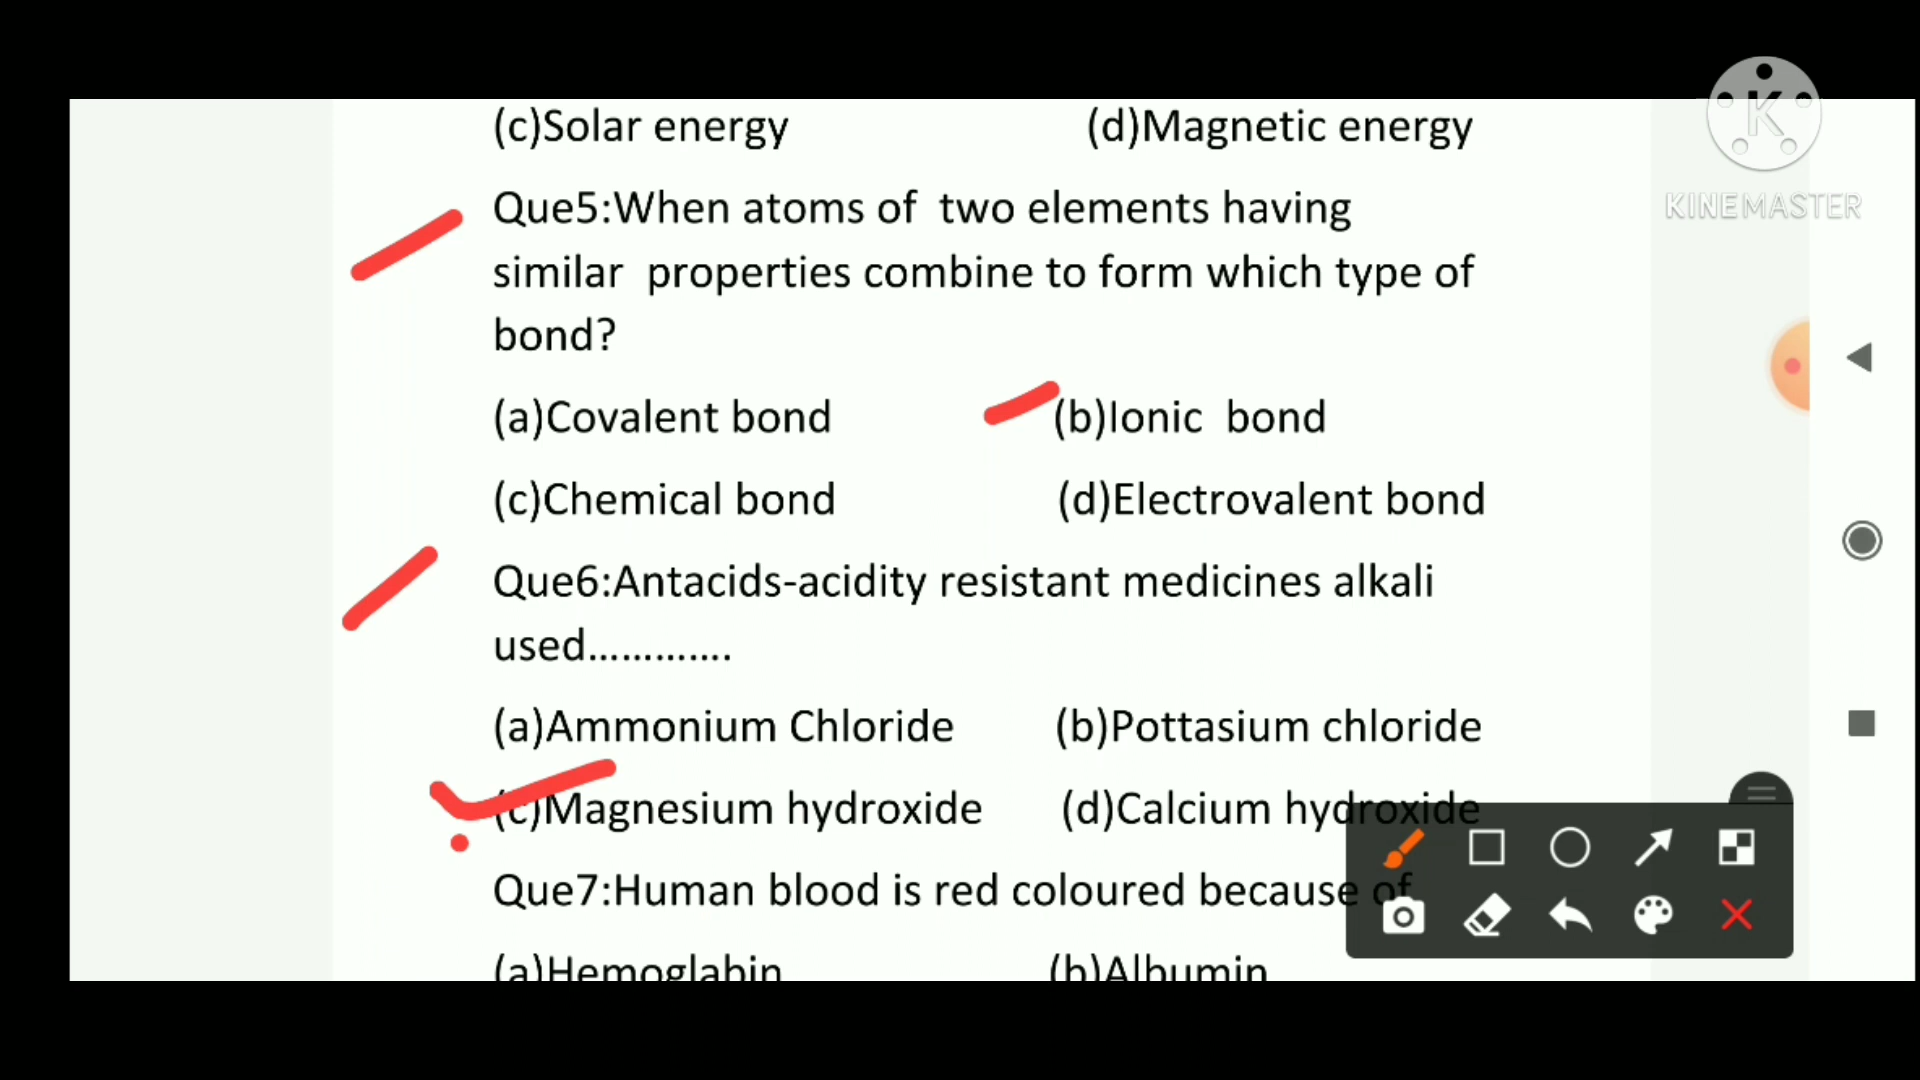 (c)Solar energy (d)Magnetic energy
K
KINEMASTER
Que5:When atoms of two elements having
similar properties combine to form which type of
bond?
(a)Covalent bond (b)Ionic bond
(c)Chemical bond (d)Electrovalent bond
Que6:Antacids-acidity resistant medicines alkali
used.............
(a)Ammonium Chloride (b)Pottasium chloride
(c)Magnesium hydroxide (d)Calcium hydroxide
Que7:Human blood is red coloured because of
(a)Hemoglabin (b)Albumin